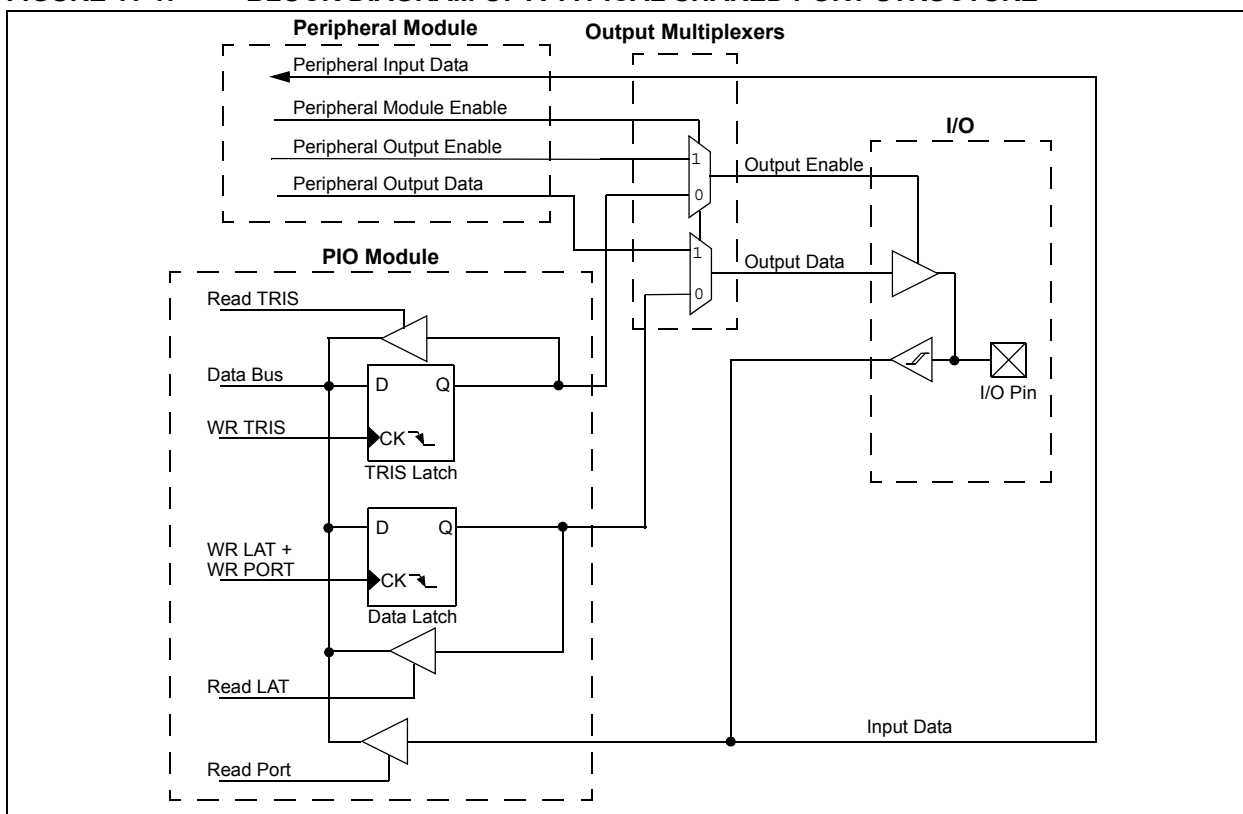 Peripheral Module
Output Multiplexers
Peripheral Input Data
Peripheral Module Enable
I/O
Peripheral Output Enable
1
Output Enable
Peripheral Output Data
0
1
PIO Module
Output Data
0
Read TRIS
Data Bus
D
Q
I/O Pin
WR TRIS
CK
TRIS Latch
D
Q
WR LAT +
WR PORT
CK
Data Latch
Read LAT
Input Data
Read Port